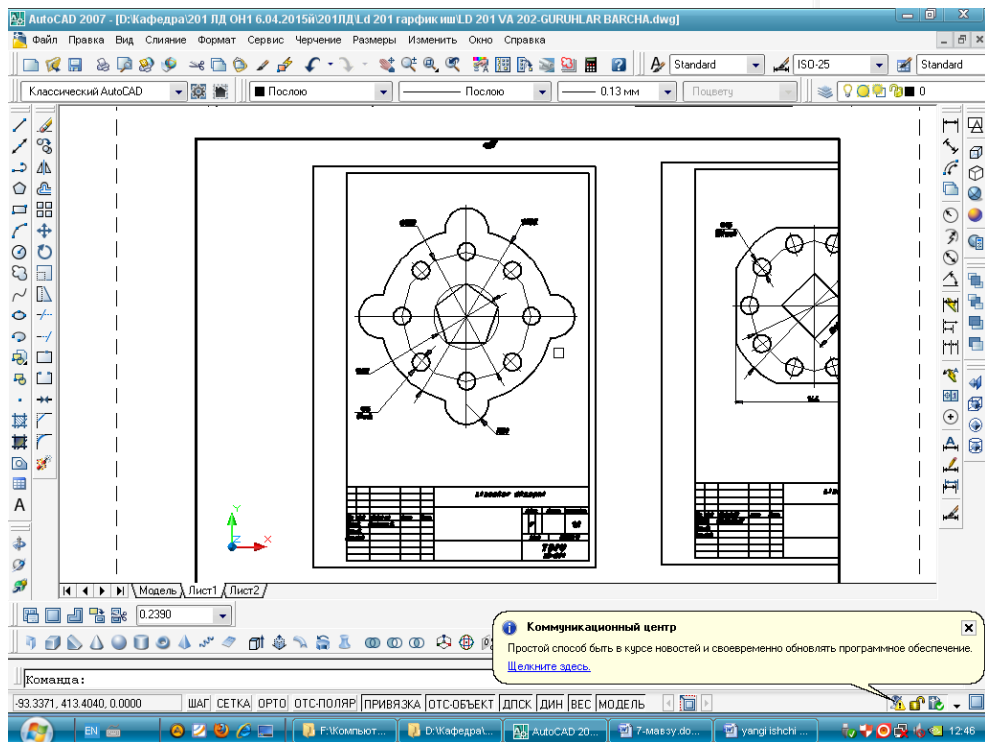 AutoCAD 2007 - [D:\Кафедра\201 ЛД ОН1 6.04.2015й\201ЛД\Ld 201 гарфик иш\LD 201 VA 202-GURUHLAR BARCHA.dwg]
Файл Правка Вид Слияние Формат Сервис Черчение Размеры Изменить Окно Справка
Standard ISO-25 Standard
Классический AutoCAD Послою Послою 0.13 мм Поцвету 0
A
Y
Z X
Модель Лист1 Лист2
0.2390
Коммуникационный центр
Простой способ быть в курсе новостей и своевременно обновлять программное обеспечение.
Щелкните здесь.
Команда:
-93.3371, 413.4040, 0.0000 ШАГ СЕТКА ОРТО ОТС-ПОЛЯР ПРИВЯЗКА ОТС-ОБЪЕКТ ДПСК ДИН ВЕС МОДЕЛЬ
EN F:\Компьют... D:\Кафедра\... AutoCAD 20... 7-мавзу.do... yangi ishchi ... 12:46